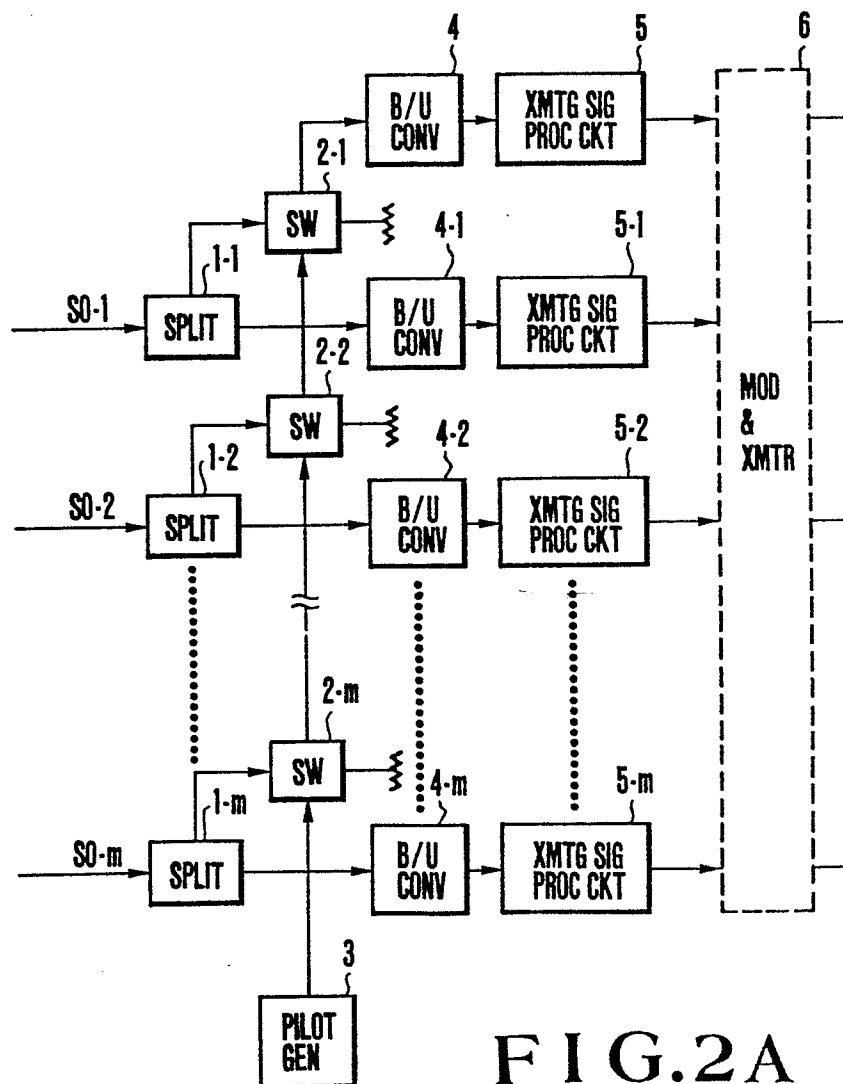 4
5
6
B/U
CONV
XMTG SIG
PROC CKT
2-1
SW
1-1
4-1
5-1
SO-1
SPLIT
B/U
CONV
XMTG SIG
PROC CKT
2-2
SW
MOD
&
XMTR
1-2
4-2
5-2
SO-2
SPLIT
B/U
CONV
XMTG SIG
PROC CKT
2-m
SW
1-m
4-m
5-m
SO-m
SPLIT
B/U
CONV
XMTG SIG
PROC CKT
3
PILOT
GEN
FIG.2A